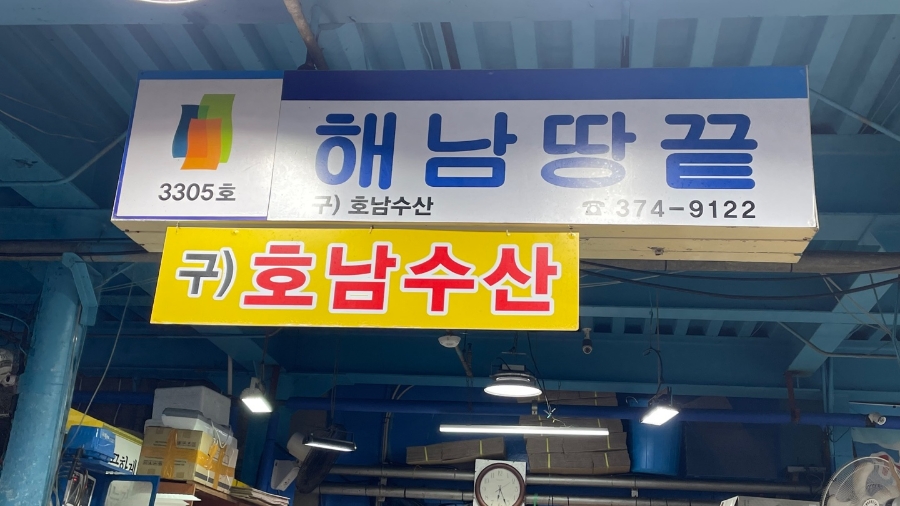 해남땅끝
3305호
구) 호남수산
☎ 374-9122
구) 호남수산